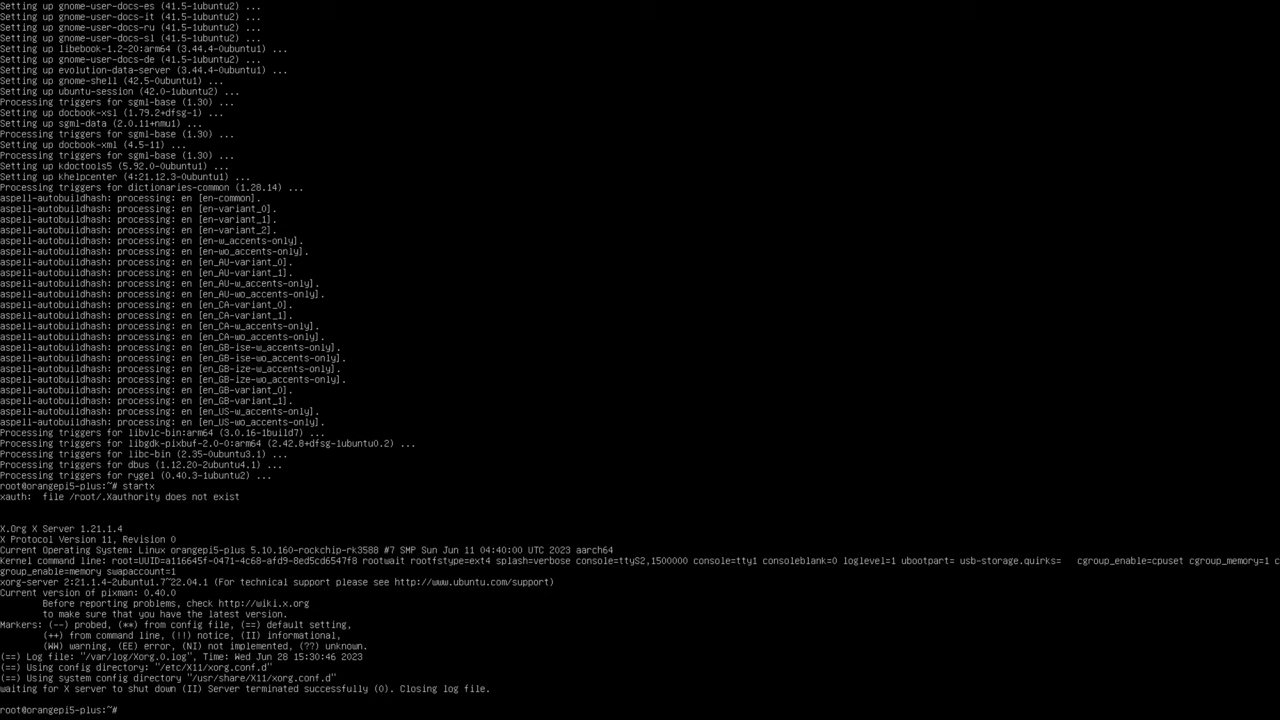 Setting up gnome-user-docs-es (41.5-1ubuntu2) ...
Setting up gnome-user-docs-it (41.5-1ubuntu2) ...
Setting up gnome-user-docs-ru (41.5-1ubuntu2) ...
Setting up gnome-user-docs-sl (41.5-1ubuntu2) ...
Setting up libebook-1.2-20:arm64 (3.44.4-0ubuntu1) ...
Setting up gnome-user-docs-de (41.5-1ubuntu2) ...
Setting up evolution-data-server (3.44.4-0ubuntu1) ...
Setting up gnome-shell (42.5-0ubuntu1) ...
Setting up ubuntu-session (42.0-1ubuntu2) ...
Processing triggers for sgml-base (1.30) ...
Setting up docbook-xsl (1.79.2+dfsg-1) ...
Setting up sgml-data (2.0.11+nmu1) ...
Processing triggers for sgml-base (1.30) ...
Setting up docbook-xml (4.5-11) ...
Processing triggers for sgml-base (1.30) ...
Setting up kdoctools5 (5.92.0-0ubuntu1) ...
Setting up khelpcenter (4:21.12.3-0ubuntu1) ...
Processing triggers for dictionaries-common (1.28.14) ...
aspell-autobuildhash: processing: en [en-common].
aspell-autobuildhash: processing: en [en-variant_0].
aspell-autobuildhash: processing: en [en-variant_1].
aspell-autobuildhash: processing: en [en-variant_2].
aspell-autobuildhash: processing: en [en-w_accents-only].
aspell-autobuildhash: processing: en [en-wo_accents-only].
aspell-autobuildhash: processing: en [en_AU-variant_0].
aspell-autobuildhash: processing: en [en_AU-variant_1].
aspell-autobuildhash: processing: en [en_AU-w_accents-only].
aspell-autobuildhash: processing: en [en_AU-wo_accents-only].
aspell-autobuildhash: processing: en [en_CA-variant_0].
aspell-autobuildhash: processing: en [en_CA-variant_1].
aspell-autobuildhash: processing: en [en_CA-w_accents-only].
aspell-autobuildhash: processing: en [en_CA-wo_accents-only].
aspell-autobuildhash: processing: en [en_GB-ise-w_accents-only].
aspell-autobuildhash: processing: en [en_GB-ise-wo_accents-only].
aspell-autobuildhash: processing: en [en_GB-ize-w_accents-only].
aspell-autobuildhash: processing: en [en_GB-ize-wo_accents-only].
aspell-autobuildhash: processing: en [en_GB-variant_0].
aspell-autobuildhash: processing: en [en_GB-variant_1].
aspell-autobuildhash: processing: en [en_US-w_accents-only].
aspell-autobuildhash: processing: en [en_US-wo_accents-only].
Processing triggers for libvlc-bin:arm64 (3.0.16-1build7) ...
Processing triggers for libgdk-pixbuf-2.0-0:arm64 (2.42.8+dfsg-1ubuntu0.2) ...
Processing triggers for libc-bin (2.35-0ubuntu3.1) ...
Processing triggers for dbus (1.12.20-2ubuntu4.1) ...
Processing triggers for rygel (0.40.3-1ubuntu2) ...
root@orangepi5-plus:~# startx
xauth:  file /root/.Xauthority does not exist
X.Org X Server 1.21.1.4
X Protocol Version 11, Revision 0
Current Operating System: Linux orangepi5-plus 5.10.160-rockchip-rk3588 #7 SMP Sun Jun 11 04:40:00 UTC 2023 aarch64
Kernel command line: root=UUID=a116645f-0471-4c68-afd9-8ed5cd6547f8 rootwait rootfstype=ext4 splash=verbose console=ttyS2,1500000 console=tty1 consoleblank=0 loglevel=1 ubootpart= usb-storage.quirks=   cgroup_enable=cpuset cgroup_memory=1 c
group_enable=memory swapaccount=1
xorg-server 2:21.1.4-2ubuntu1.7~22.04.1 (For technical support please see http://www.ubuntu.com/support)
Current version of pixman: 0.40.0
Before reporting problems, check http://wiki.x.org
to make sure that you have the latest version.
Markers: (--) probed, (**) from config file, (==) default setting,
(++) from command line, (!!) notice, (II) informational,
(WW) warning, (EE) error, (NI) not implemented, (??) unknown.
(==) Log file: "/var/log/Xorg.0.log", Time: Wed Jun 28 15:30:46 2023
(==) Using config directory: "/etc/X11/xorg.conf.d"
(==) Using system config directory "/usr/share/X11/xorg.conf.d"
waiting for X server to shut down (II) Server terminated successfully (0). Closing log file.
root@orangepi5-plus:~#